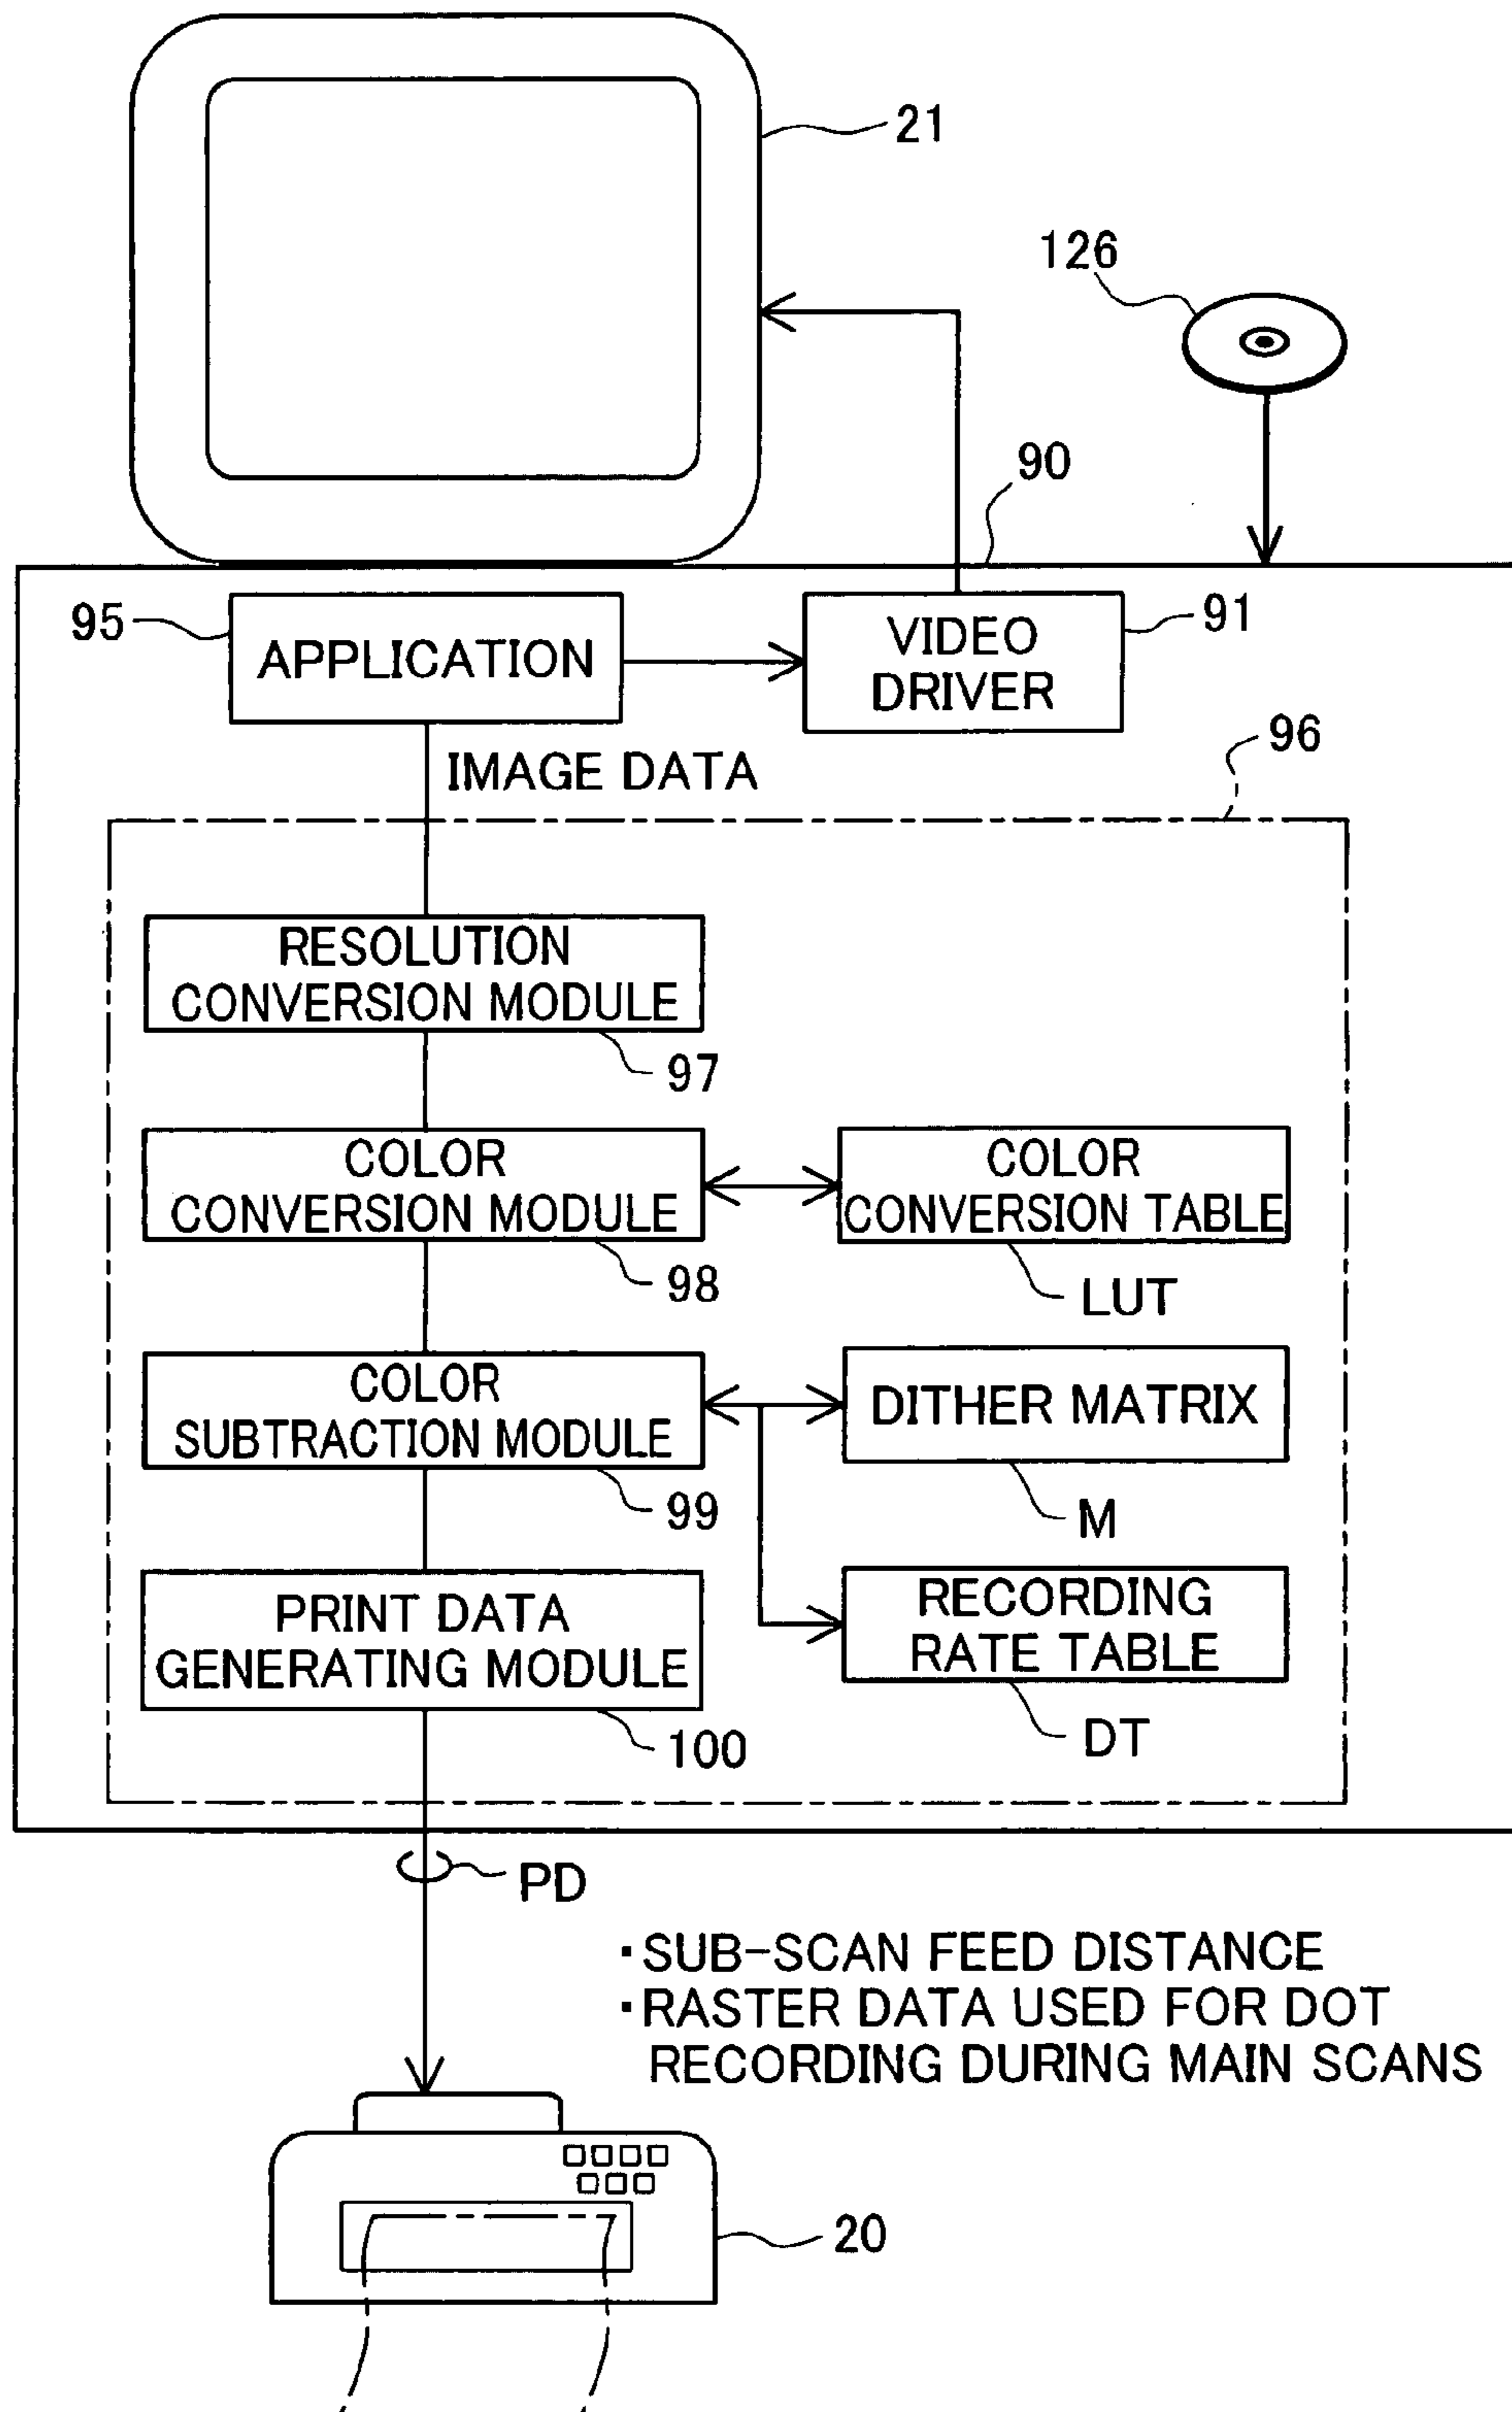 21
126
90
95
APPLICATION
VIDEO
DRIVER
91
IMAGE DATA
96
RESOLUTION
CONVERSION MODULE
97
COLOR
CONVERSION MODULE
98
COLOR
CONVERSION TABLE
LUT
COLOR
SUBTRACTION MODULE
99
DITHER MATRIX
M
PRINT DATA
GENERATING MODULE
100
RECORDING
RATE TABLE
DT
PD
・SUB-SCAN FEED DISTANCE
・RASTER DATA USED FOR DOT
RECORDING DURING MAIN SCANS
20